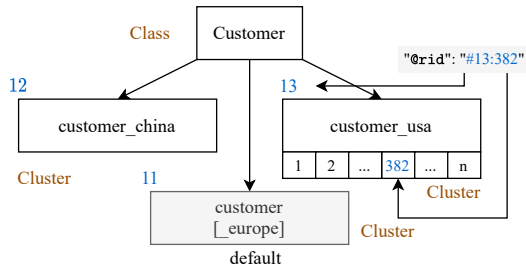 Class
Customer
"@rid": "#13:382"
12
13
customer_china
customer_usa
1 2 ... 382 ... n
Cluster
11
Cluster
customer
[_europe]
Cluster
default